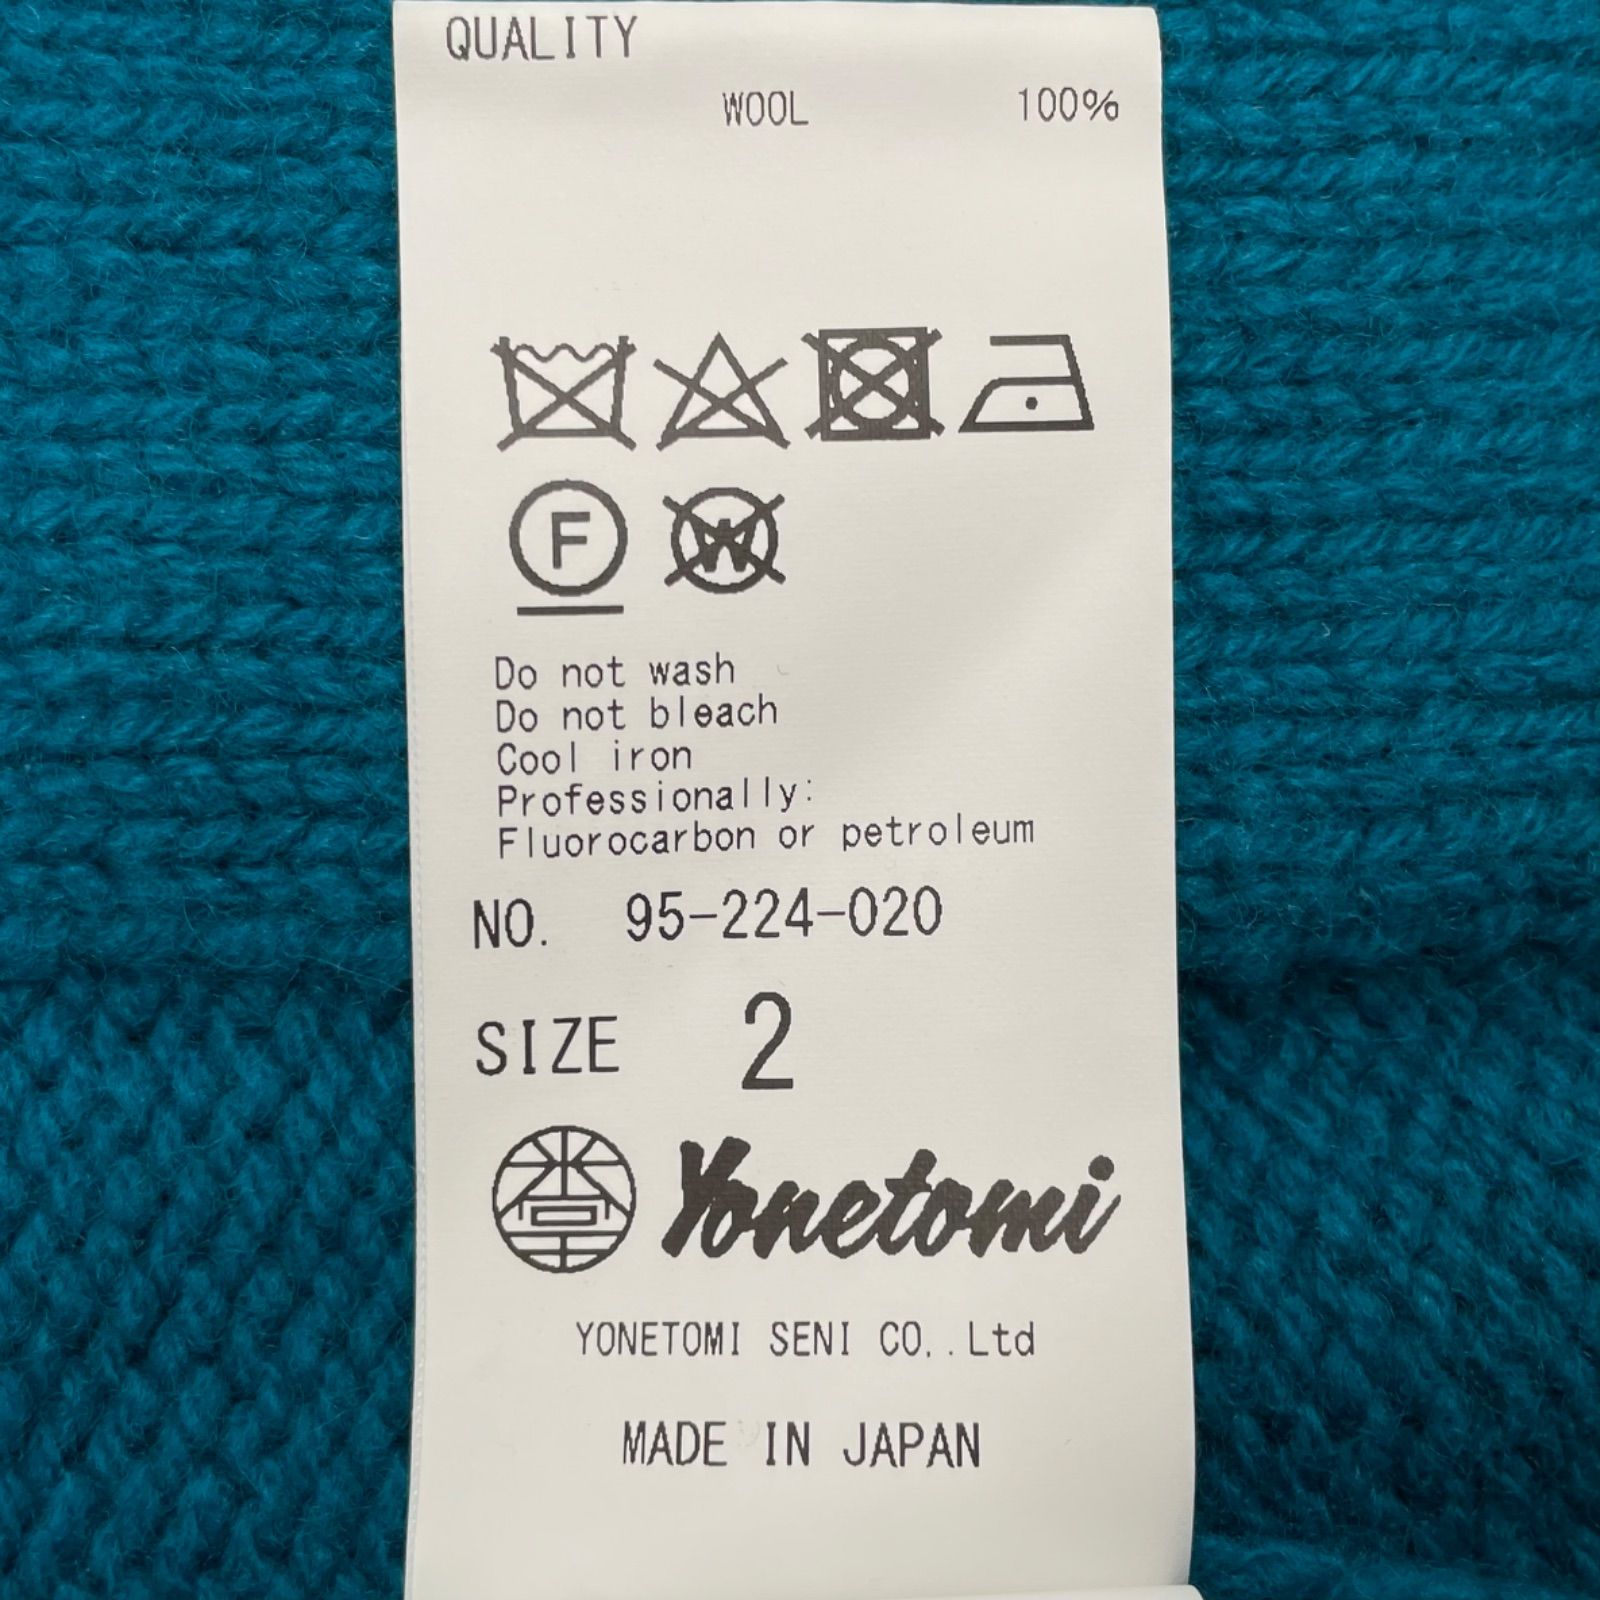 QUALITY
WOOL 100%
F W
Do not wash
Do not bleach
Cool iron
Professionally:
Fluorocarbon or petroleum
NO. 95-224-020
SIZE 2
Yonetomi
YONETOMI SENI CO,.Ltd
MADE IN JAPAN